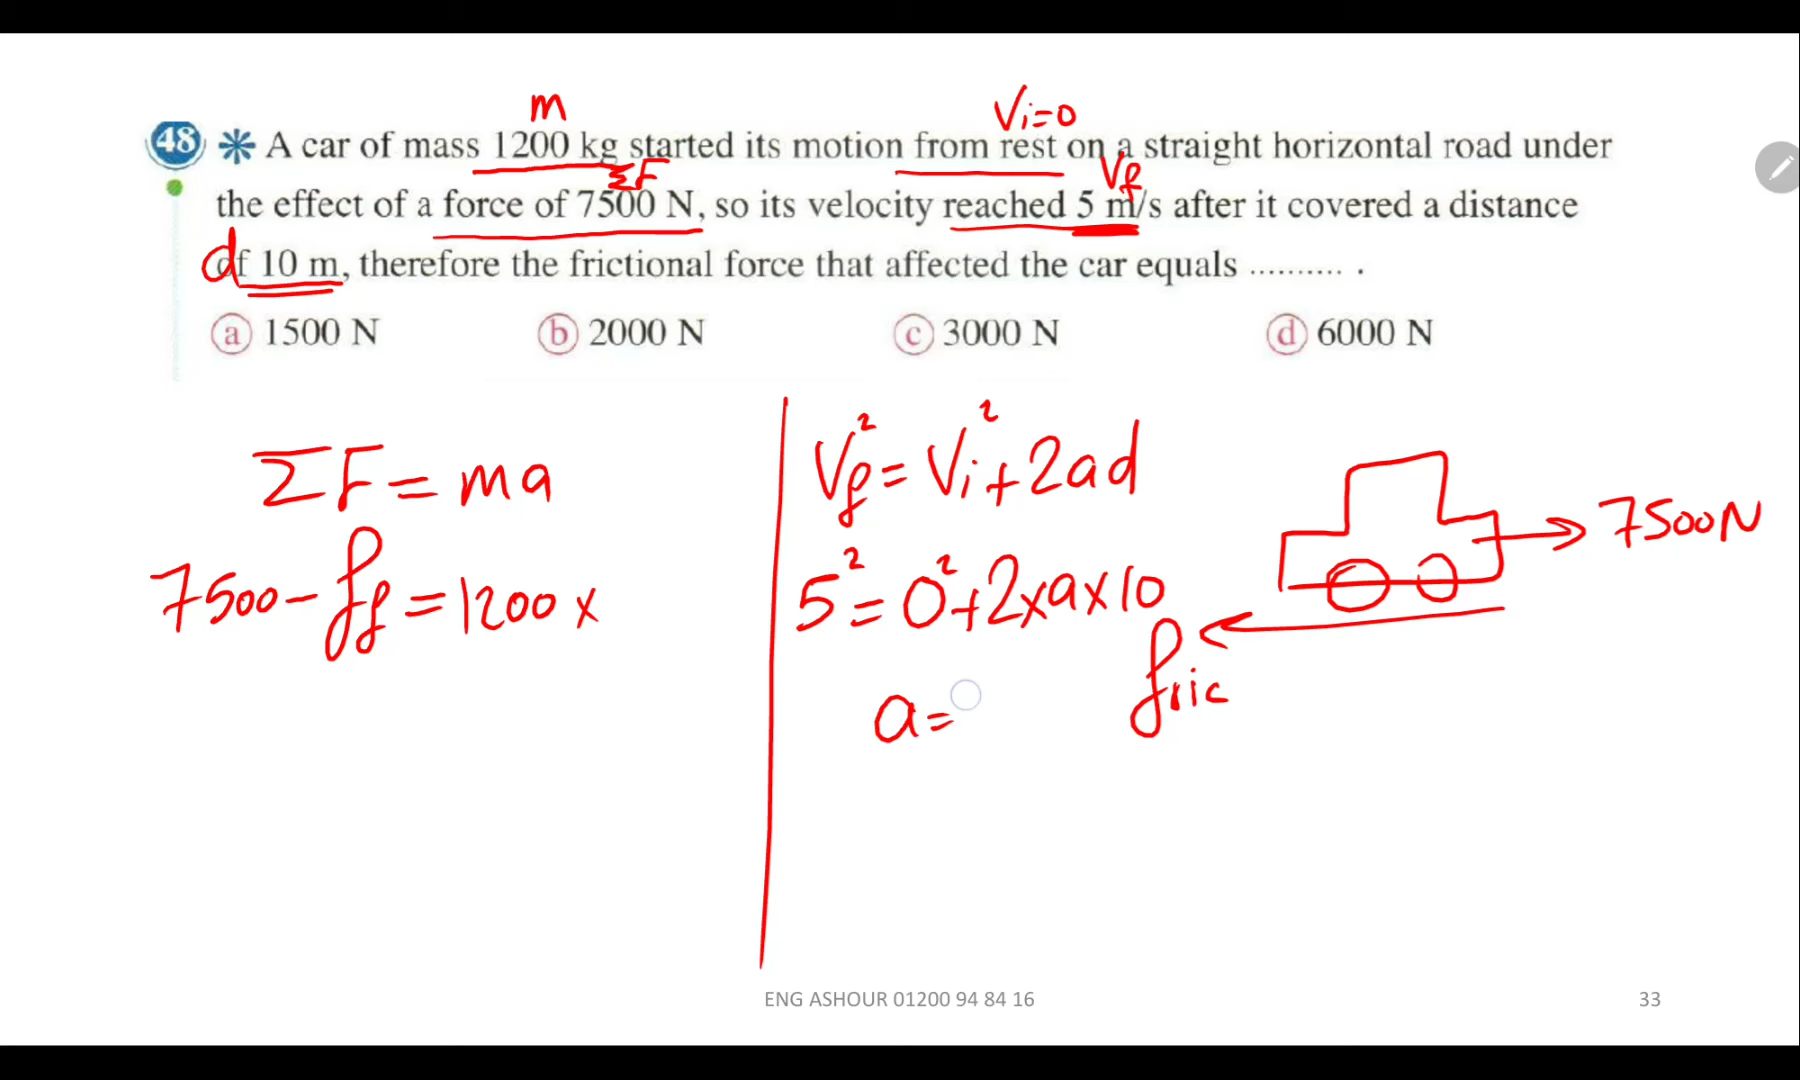 m
Vi=0
48 * A car of mass 1200 kg started its motion from rest on a straight horizontal road under
ΣF
Vf
the effect of a force of 7500 N, so its velocity reached 5 m/s after it covered a distance
d
of 10 m, therefore the frictional force that affected the car equals .......... .
a 1500 N b 2000 N c 3000 N d 6000 N
ΣF = ma
7500 - ff = 1200 x
Vf² = Vi² + 2ad
5² = 0² + 2 x a x 10
a =
7500N
fric
ENG ASHOUR 01200 94 84 16
33